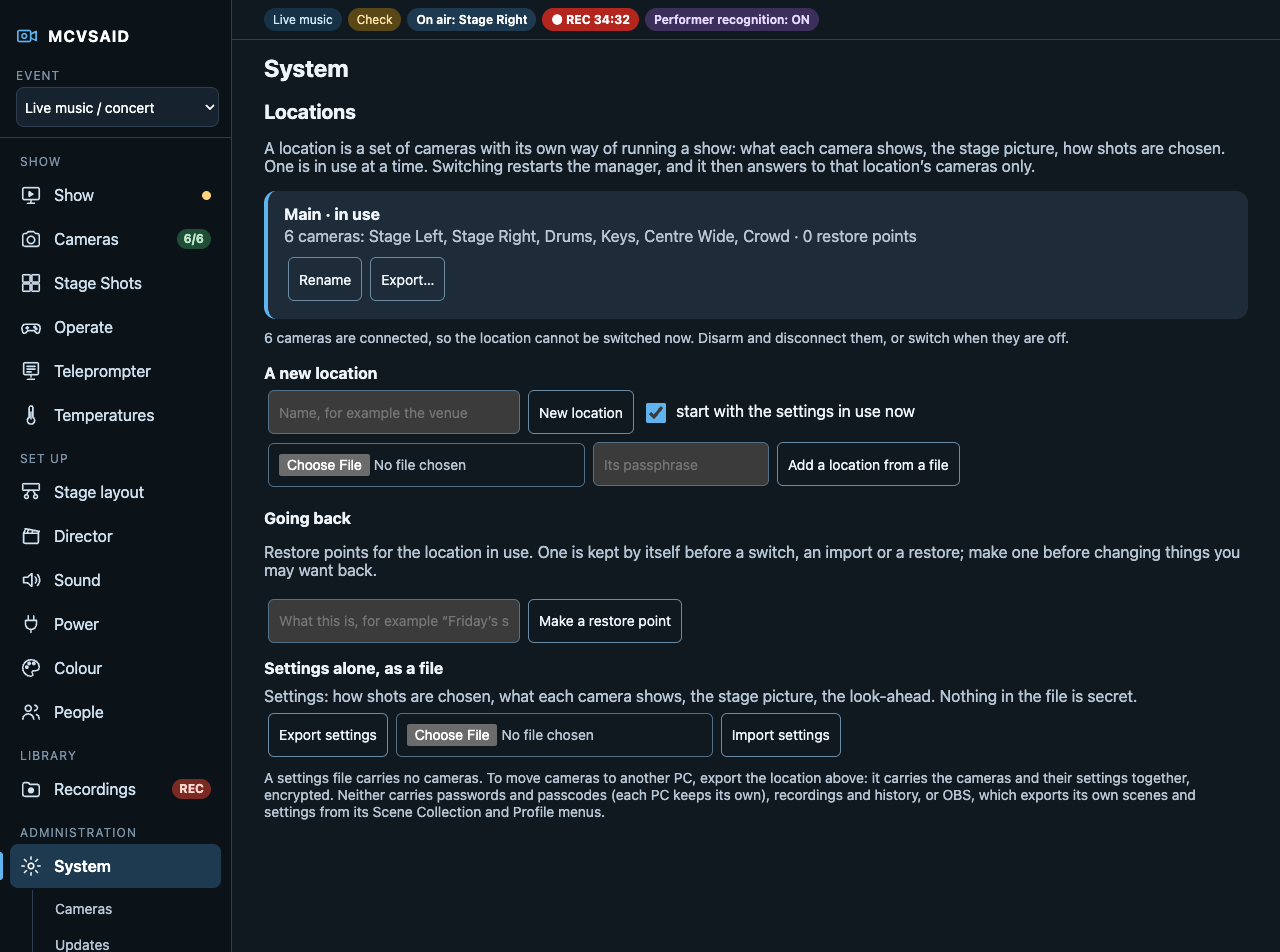 MCVSAID
EVENT
Live music / concert
SHOW
Show
Cameras 6/6
Stage Shots
Operate
Teleprompter
Temperatures
SET UP
Stage layout
Director
Sound
Power
Colour
People
LIBRARY
Recordings REC
ADMINISTRATION
System
Cameras
Updates
Live music Check On air: Stage Right REC 34:32 Performer recognition: ON
System
Locations
A location is a set of cameras with its own way of running a show: what each camera shows, the stage picture, how shots are chosen.
One is in use at a time. Switching restarts the manager, and it then answers to that location’s cameras only.
Main · in use
6 cameras: Stage Left, Stage Right, Drums, Keys, Centre Wide, Crowd · 0 restore points
Rename Export...
6 cameras are connected, so the location cannot be switched now. Disarm and disconnect them, or switch when they are off.
A new location
Name, for example the venue New location start with the settings in use now
Choose File No file chosen Its passphrase Add a location from a file
Going back
Restore points for the location in use. One is kept by itself before a switch, an import or a restore; make one before changing things you
may want back.
What this is, for example “Friday’s s Make a restore point
Settings alone, as a file
Settings: how shots are chosen, what each camera shows, the stage picture, the look-ahead. Nothing in the file is secret.
Export settings Choose File No file chosen Import settings
A settings file carries no cameras. To move cameras to another PC, export the location above: it carries the cameras and their settings together,
encrypted. Neither carries passwords and passcodes (each PC keeps its own), recordings and history, or OBS, which exports its own scenes and
settings from its Scene Collection and Profile menus.